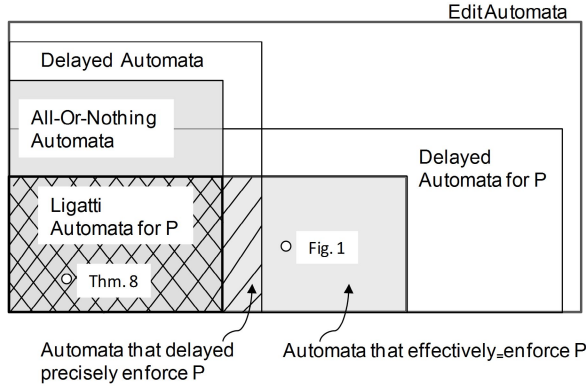 Edit Automata
Delayed Automata
All-Or-Nothing
Automata
Delayed
Automata for P
Ligatti
Automata for P
Fig. 1
Thm. 8
Automata that delayed
precisely enforce P
Automata that effectively=enforce P